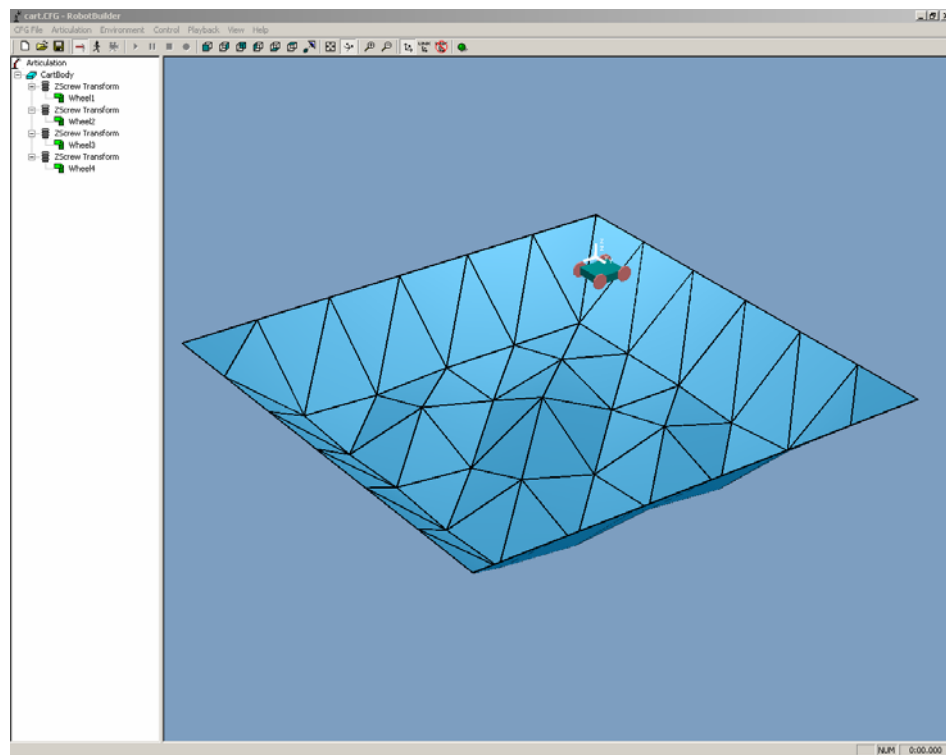 cart.CFG - RobotBuilder
CFG File Articulation Environment Control Playback View Help
Articulation
CartBody
ZScrew Transform
Wheel1
ZScrew Transform
Wheel2
ZScrew Transform
Wheel3
ZScrew Transform
Wheel4
NUM 0:00.000